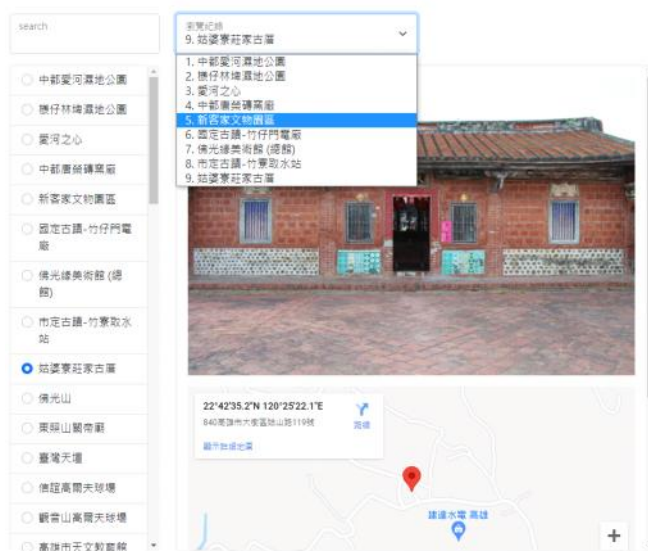 search
中都愛河濕地公園
檨仔林埤濕地公園
愛河之心
中都唐榮磚窯廠
新客家文物園區
國定古蹟-竹仔門電
廠
佛光緣美術館 (總
館)
市定古蹟-竹寮取水
站
姑婆寮莊家古厝
佛光山
東照山關帝廟
臺灣天壇
信誼高爾夫球場
觀音山高爾夫球場
高雄市天文教育館
瀏覽紀錄
9. 姑婆寮莊家古厝
1. 中都愛河濕地公園
2. 檨仔林埤濕地公園
3. 愛河之心
4. 中都唐榮磚窯廠
5. 新客家文物園區
6. 國定古蹟-竹仔門電廠
7. 佛光緣美術館 (總館)
8. 市定古蹟-竹寮取水站
9. 姑婆寮莊家古厝
22°42'35.2"N 120°25'22.1"E
840高雄市大樹區姑山路119號
路線
顯示詳細地圖
建達水電 高雄